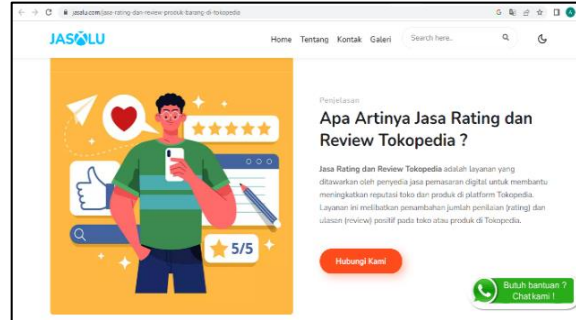 jasalu.com/jasa-rating-dan-review-produk-barang-di-tokopedia
JASALU
Home Tentang Kontak Galeri Search here..
Penjelasan
Apa Artinya Jasa Rating dan
Review Tokopedia ?
Jasa Rating dan Review Tokopedia adalah layanan yang
ditawarkan oleh penyedia jasa pemasaran digital untuk membantu
meningkatkan reputasi toko dan produk di platform Tokopedia.
Layanan ini melibatkan penambahan jumlah penilaian (rating) dan
ulasan (review) positif pada toko atau produk di Tokopedia.
5/5
Hubungi Kami
Butuh bantuan ?
Chat kami !